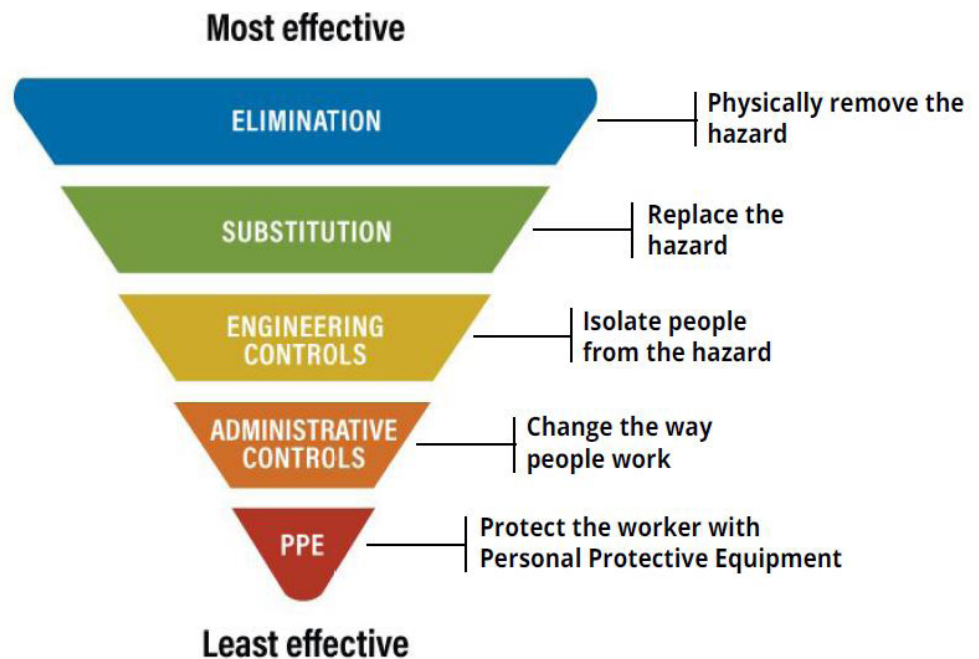 Most effective
ELIMINATION
Physically remove the
hazard
SUBSTITUTION
Replace the
hazard
ENGINEERING
CONTROLS
Isolate people
from the hazard
ADMINISTRATIVE
CONTROLS
Change the way
people work
PPE
Protect the worker with
Personal Protective Equipment
Least effective